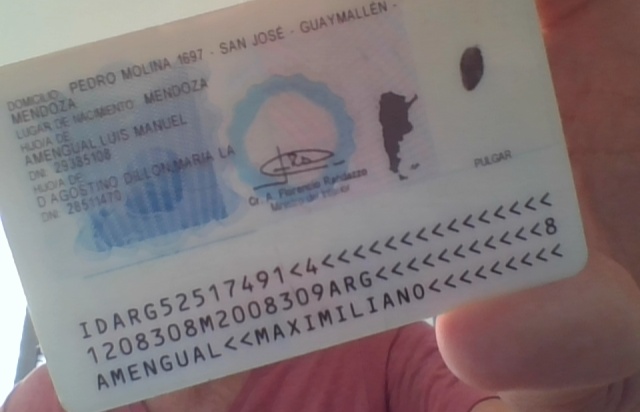 DOMICILIO: PEDRO MOLINA 1697 - SAN JOSÉ - GUAYMALLÉN -
MENDOZA
LUGAR DE NACIMIENTO: MENDOZA
HIJO/A DE:
AMENGUAL LUIS MANUEL
DNI: 29385108
HIJO/A DE:
D AGOSTINO DILLON,MARIA LA
DNI: 28511470
Cr. A. Florencio Randazzo
Ministro del Interior
PULGAR
IDARG52517491<4<<<<<<<<<<<<<<<
1208308M2008309ARG<<<<<<<<<<<8
AMENGUAL<<MAXIMILIANO<<<<<<<<<